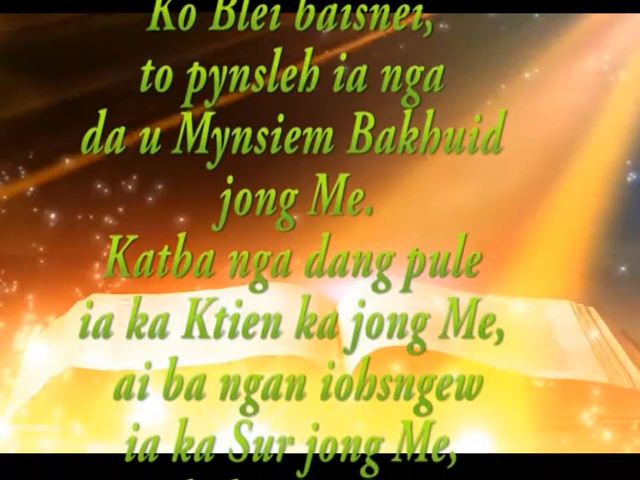 Ko Blei baisnei,
to pynsleh ia nga
da u Mynsiem Bakhuid
jong Me.
Katba nga dang pule
ia ka Ktien ka jong Me,
ai ba ngan iohsngew
ia ka Sur jong Me,